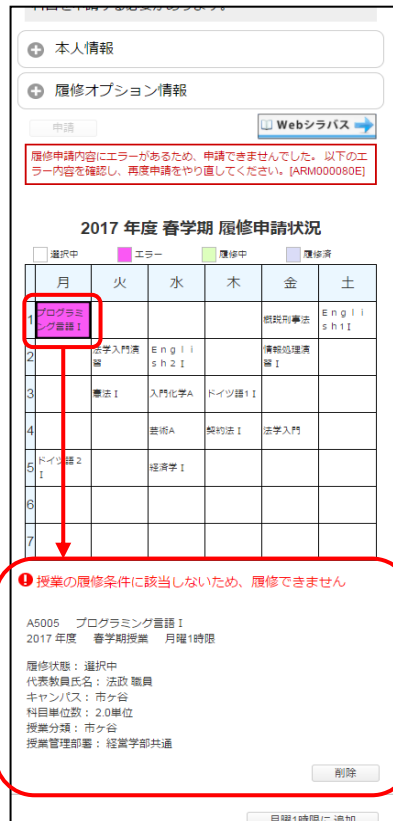 本人情報
履修オプション情報
申請
Webシラバス
履修申請内容にエラーがあるため、申請できませんでした。 以下のエ
ラー内容を確認し、再度申請をやり直してください。[ARM000080E]
2017 年度 春学期 履修申請状況
選択中 エラー 履修中 履修済
月 火 水 木 金 土
1 プログラミ
ング言語 I 概説刑事法 Ｅｎｇｌｉ
ｓｈ1 I
2 法学入門演
習 Ｅｎｇｌｉ
ｓｈ２ I 情報処理演
習 I
3 憲法 I 入門化学A ドイツ語1 I
4 芸術A 契約法 I 法学入門
5 ドイツ語２
I 経済学 I
6
7
授業の履修条件に該当しないため、履修できません
A5005 プログラミング言語 I
2017 年度 春学期授業 月曜1時限
履修状態： 選択中
代表教員氏名： 法政 職員
キャンパス： 市ヶ谷
科目単位数： 2.0単位
授業分類： 市ヶ谷
授業管理部署： 経営学部共通
削除
月曜1時限に 追加